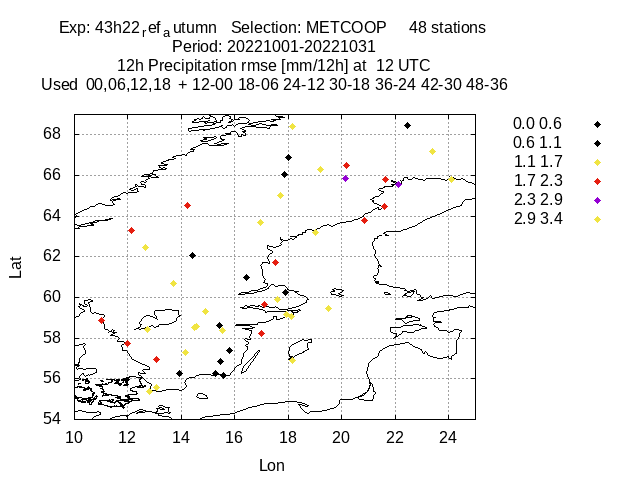 Exp: 43h22ref autumn Selection: METCOOP 48 stations
Period: 20221001-20221031
12h Precipitation rmse [mm/12h] at 12 UTC
Used 00,06,12,18 + 12-00 18-06 24-12 30-18 36-24 42-30 48-36
0.0 0.6
0.6 1.1
1.1 1.7
1.7 2.3
2.3 2.9
2.9 3.4
68
66
64
62
60
58
56
54
Lat
10 12 14 16 18 20 22 24
Lon